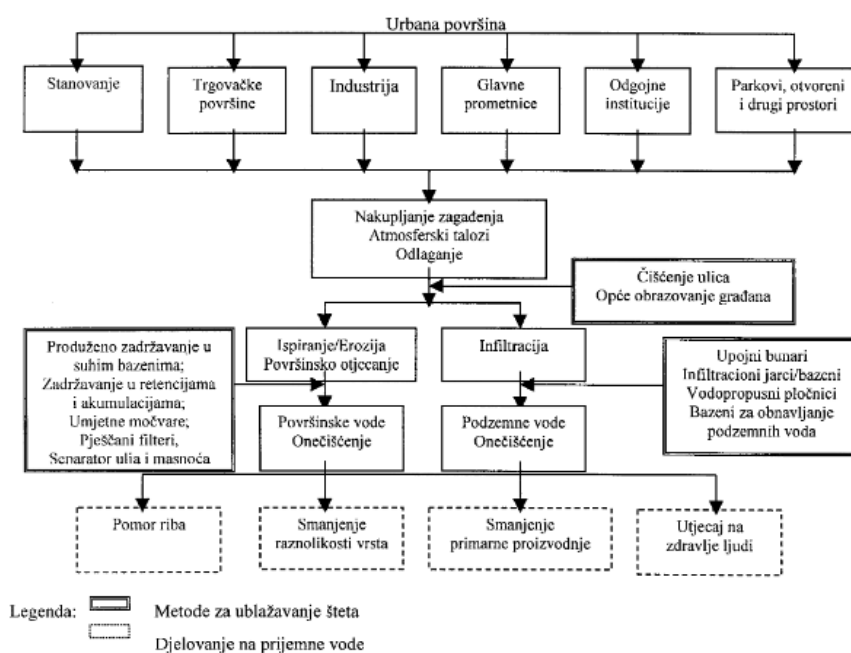 Urbana površina
Stanovanje
Trgovačke
površine
Industrija
Glavne
prometnice
Odgojne
institucije
Parkovi, otvoreni
i drugi prostori
Nakupljanje zagađenja
Atmosferski talozi
Odlaganje
Čišćenje ulica
Opće obrazovanje građana
Ispiranje/Erozija
Površinsko otjecanje
Infiltracija
Produženo zadržavanje u
suhim bazenima;
Zadržavanje u retencijama
i akumulacijama;
Umjetne močvare;
Pješčani filteri,
Separator ulja i masnoća
Upojni bunari
Infiltracioni jarci/bazeni
Vodopropusni pločnici
Bazeni za obnavljanje
podzemnih voda
Površinske vode
Onečišćenje
Podzemne vode
Onečišćenje
Pomor riba
Smanjenje
raznolikosti vrsta
Smanjenje
primarne proizvodnje
Utjecaj na
zdravlje ljudi
Legenda:
Metode za ublažavanje šteta
Djelovanje na prijemne vode